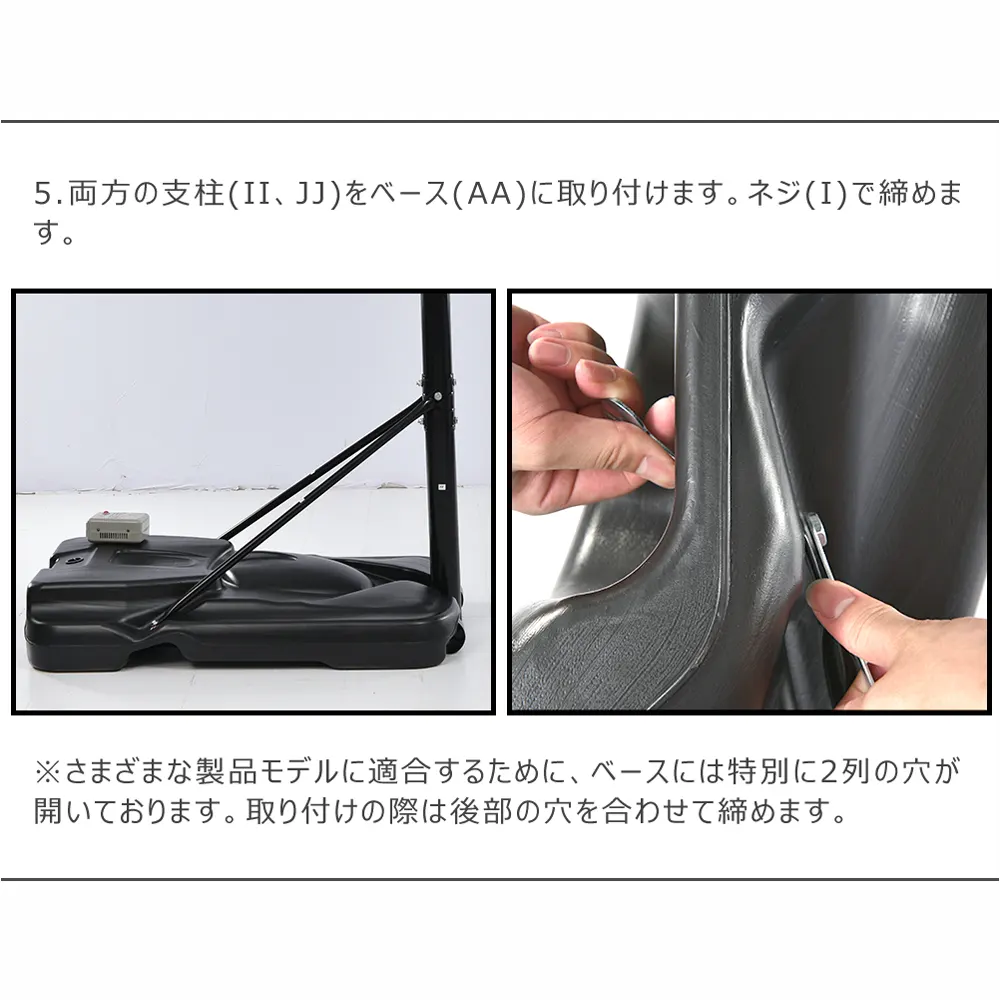 5.両方の支柱(II、JJ)をベース(AA)に取り付けます。ネジ(I)で締めま
す。
※さまざまな製品モデルに適合するために、ベースには特別に2列の穴が
開いております。取り付けの際は後部の穴を合わせて締めます。